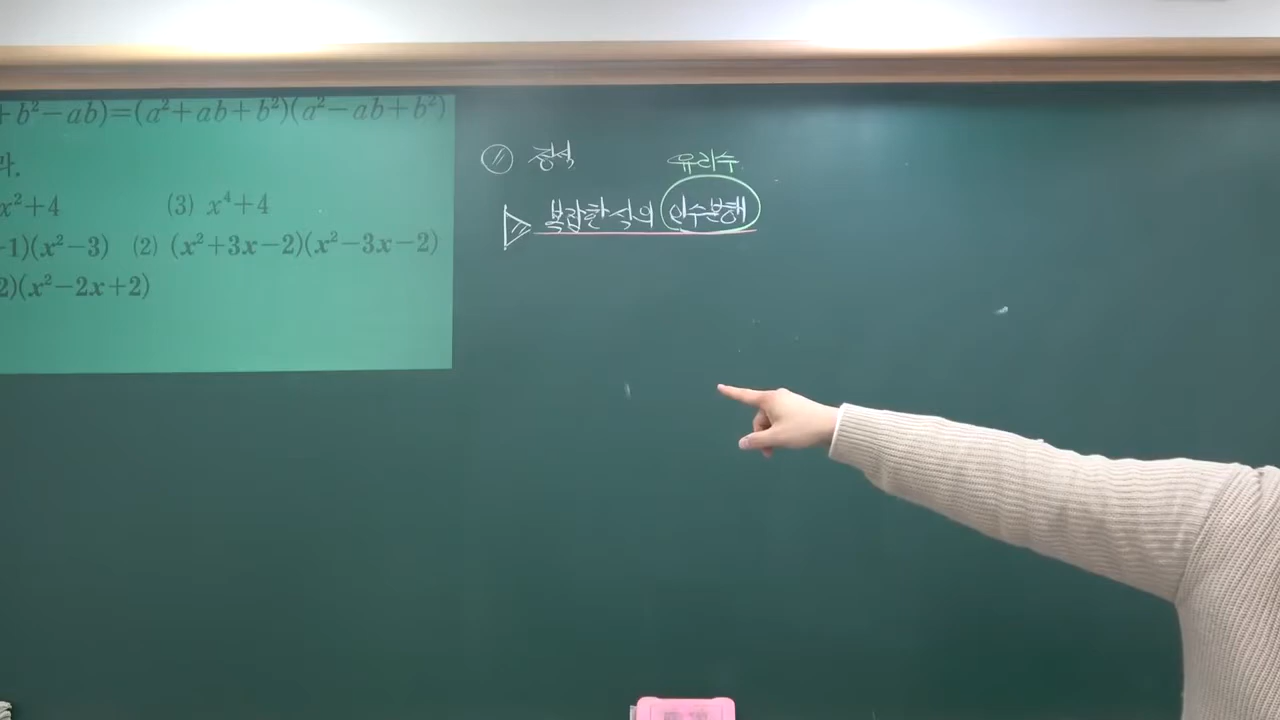 +b²−ab)=(a²+ab+b²)(a²−ab+b²)
라.
x²+4 (3) x⁴+4
−1)(x²−3) (2) (x²+3x−2)(x²−3x−2)
2)(x²−2x+2)
정석
유리수
복잡한 식의 인수분해